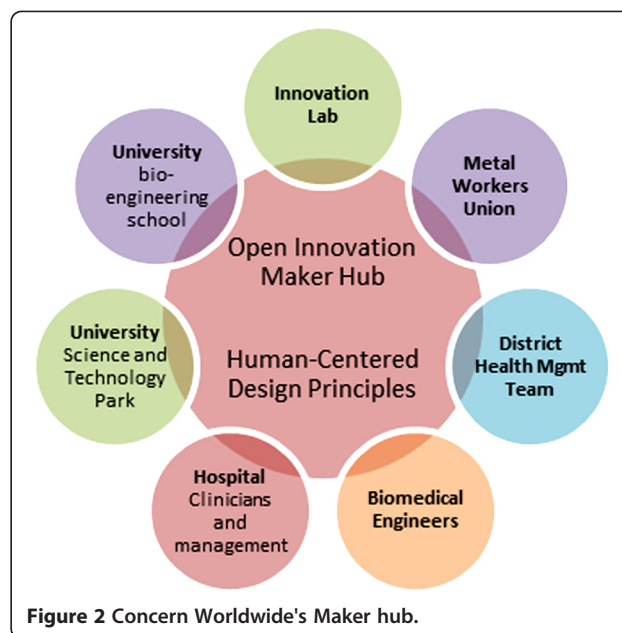 Innovation
Lab
University
bio-
engineering
school
Metal
Workers
Union
Open Innovation
Maker Hub
Human-Centered
Design Principles
University
Science and
Technology
Park
District
Health Mgmt
Team
Hospital
Clinicians
and
management
Biomedical
Engineers
Figure 2 Concern Worldwide's Maker hub.